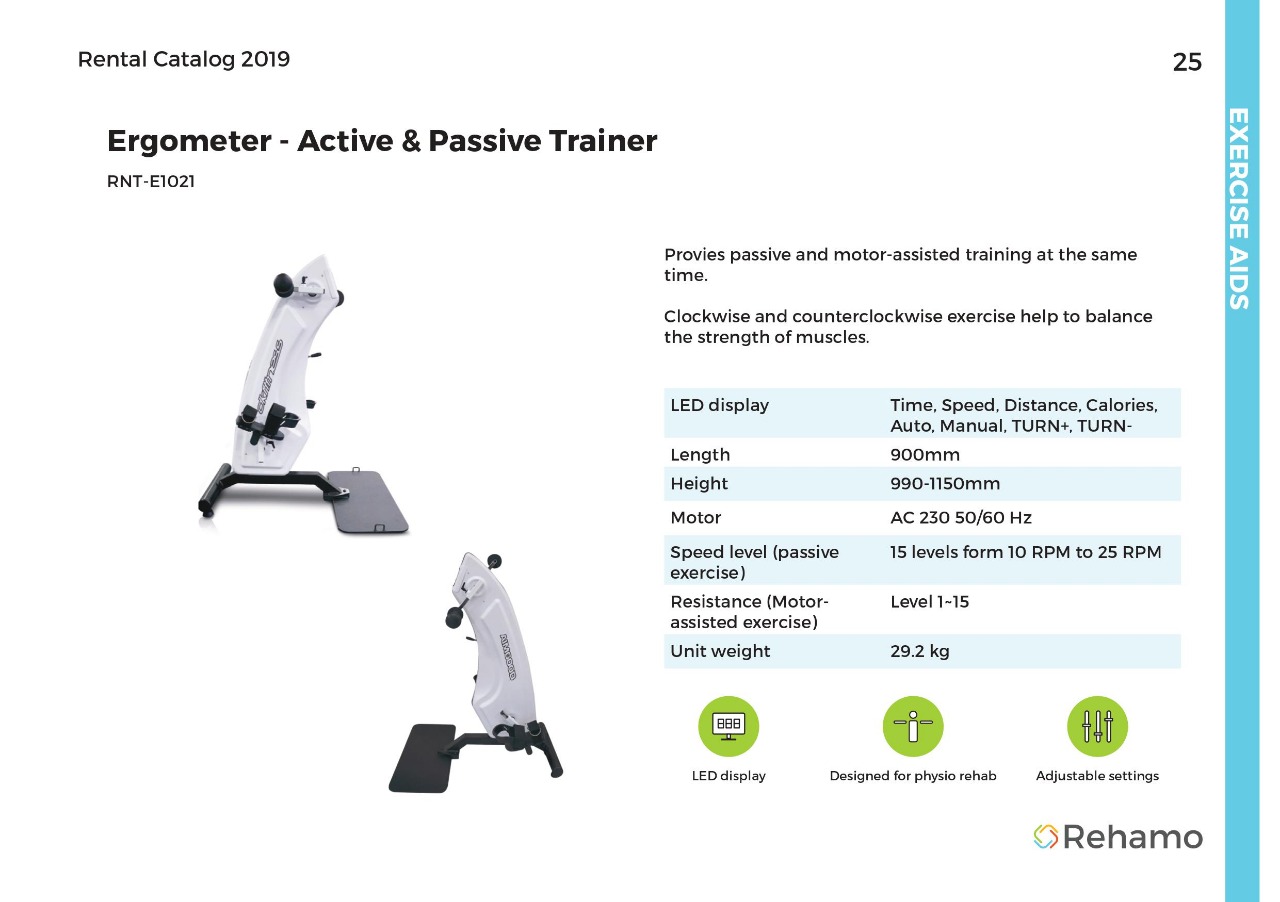 Rental Catalog 2019
25
EXERCISE AIDS
Ergometer - Active & Passive Trainer
RNT-E1021
Provies passive and motor-assisted training at the same
time.
Clockwise and counterclockwise exercise help to balance
the strength of muscles.
LED display Time, Speed, Distance, Calories,
Auto, Manual, TURN+, TURN-
Length 900mm
Height 990-1150mm
Motor AC 230 50/60 Hz
Speed level (passive 15 levels form 10 RPM to 25 RPM
exercise)
Resistance (Motor- Level 1~15
assisted exercise)
Unit weight 29.2 kg
LED display
Designed for physio rehab
Adjustable settings
Rehamo